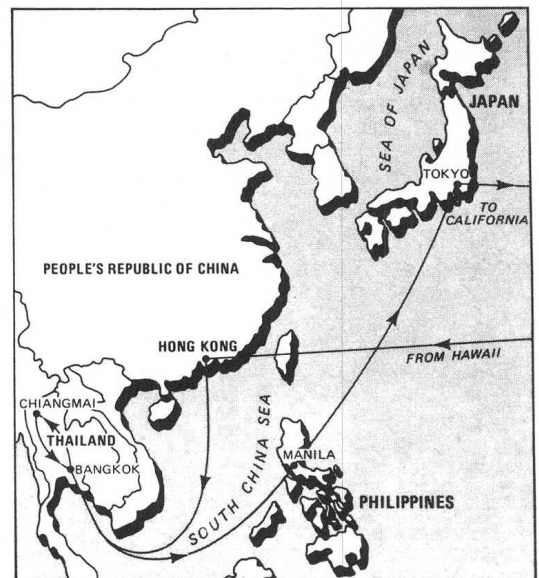 SEA OF JAPAN
JAPAN
TOKYO
TO
CALIFORNIA
PEOPLE'S REPUBLIC OF CHINA
HONG KONG
FROM HAWAII
CHIANGMAI
THAILAND
BANGKOK
SOUTH CHINA SEA
MANILA
PHILIPPINES